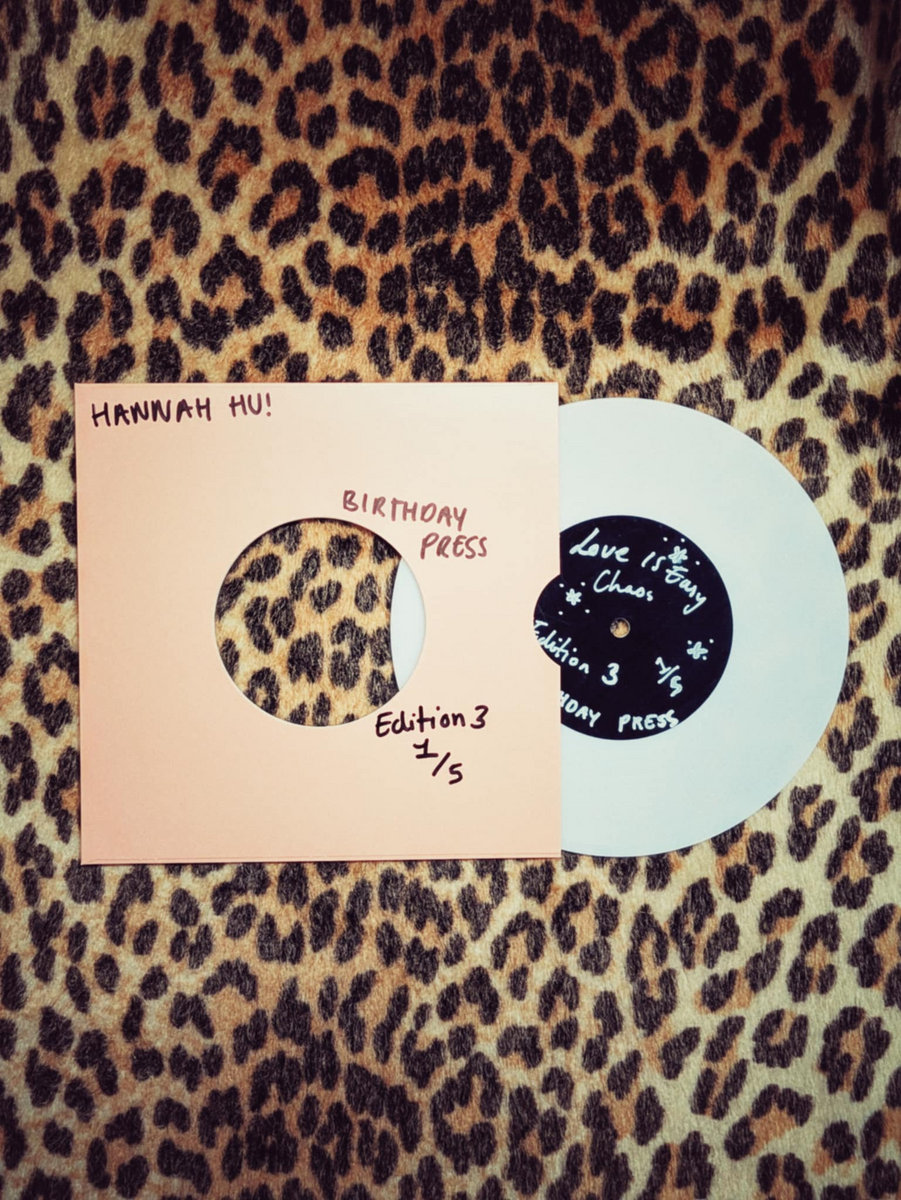 HANNAH HU!
BIRTHDAY
PRESS
Edition 3
1/5
Love is Easy
Chaos
Edition 3
1/5
HDAY PRESS